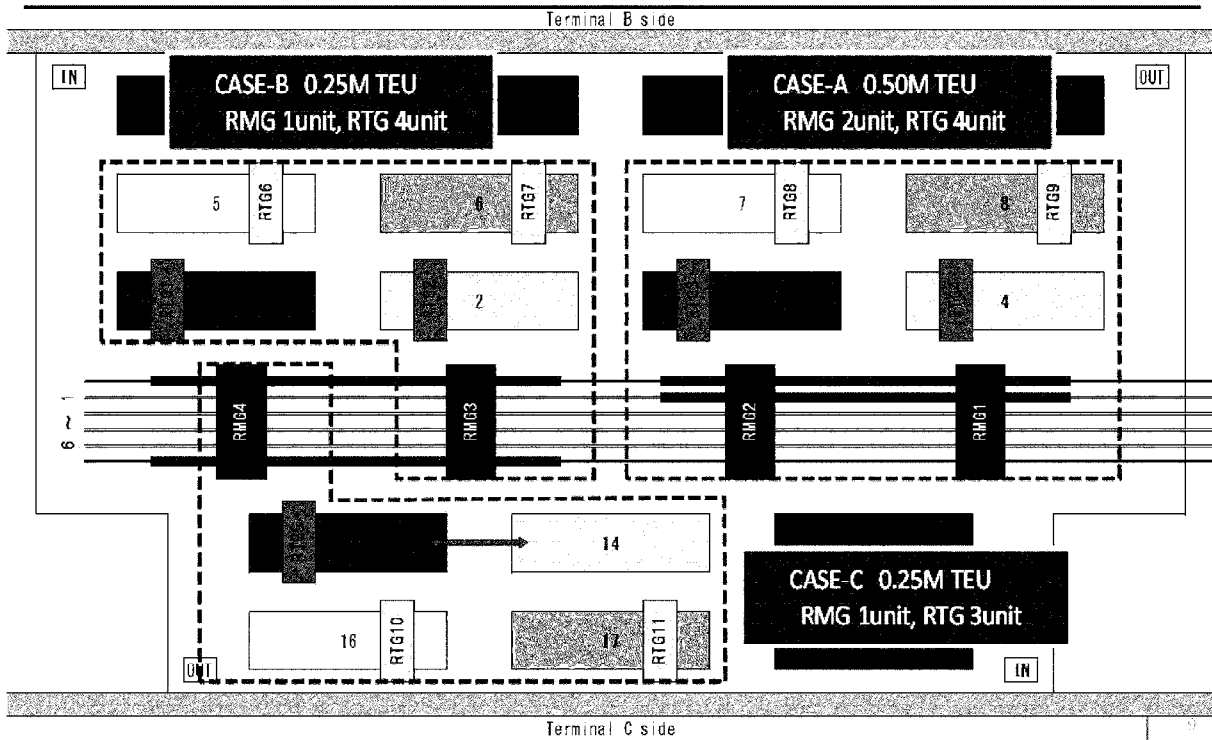 Terminal B side
IN
CASE-B 0.25M TEU
RMG 1unit, RTG 4unit
CASE-A 0.50M TEU
RMG 2unit, RTG 4unit
OUT
5
RTG6
6
RTG7
7
RTG8
8
RTG9
2
4
1
~
6
RMG4
RMG3
RMG2
RMG1
14
CASE-C 0.25M TEU
RMG 1unit, RTG 3unit
16
RTG10
17
RTG11
OUT
IN
Terminal C side
9